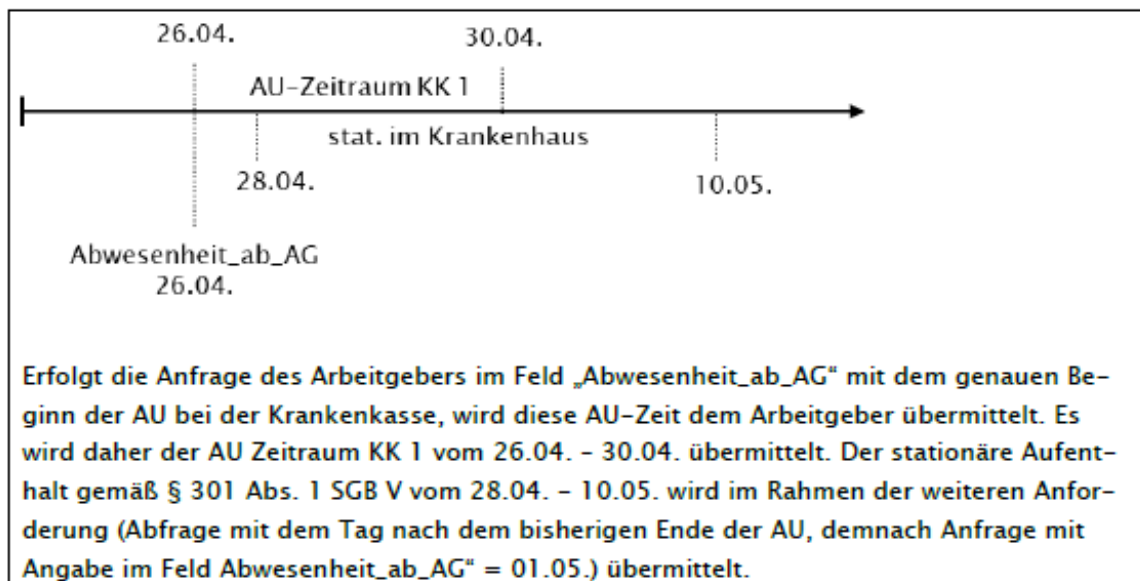 26.04.
30.04.
AU-Zeitraum KK 1
stat. im Krankenhaus
28.04.
10.05.
Abwesenheit_ab_AG
26.04.
Erfolgt die Anfrage des Arbeitgebers im Feld „Abwesenheit_ab_AG“ mit dem genauen Be-
ginn der AU bei der Krankenkasse, wird diese AU-Zeit dem Arbeitgeber übermittelt. Es
wird daher der AU Zeitraum KK 1 vom 26.04. – 30.04. übermittelt. Der stationäre Aufent-
halt gemäß § 301 Abs. 1 SGB V vom 28.04. – 10.05. wird im Rahmen der weiteren Anfor-
derung (Abfrage mit dem Tag nach dem bisherigen Ende der AU, demnach Anfrage mit
Angabe im Feld Abwesenheit_ab_AG“ = 01.05.) übermittelt.